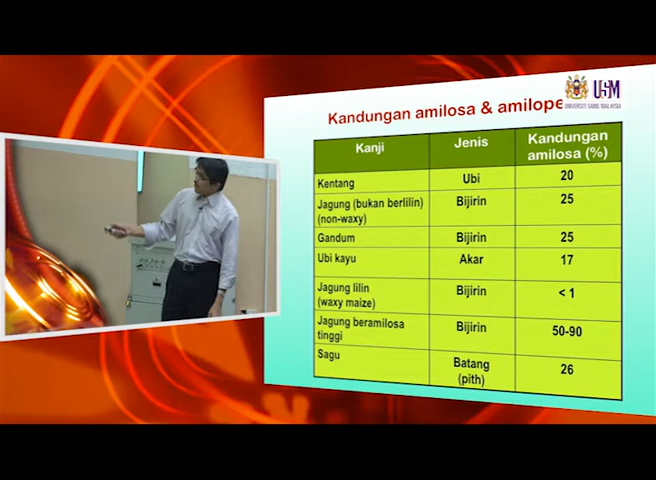 USM
UNIVERSITI SAINS MALAYSIA
Kandungan amilosa & amilope
Kanji Jenis Kandungan
amilosa (%)
Kentang Ubi 20
Jagung (bukan berlilin) Bijirin 25
(non-waxy)
Gandum Bijirin 25
Ubi kayu Akar 17
Jagung lilin Bijirin < 1
(waxy maize)
Jagung beramilosa Bijirin 50-90
tinggi
Sagu Batang 26
(pith)